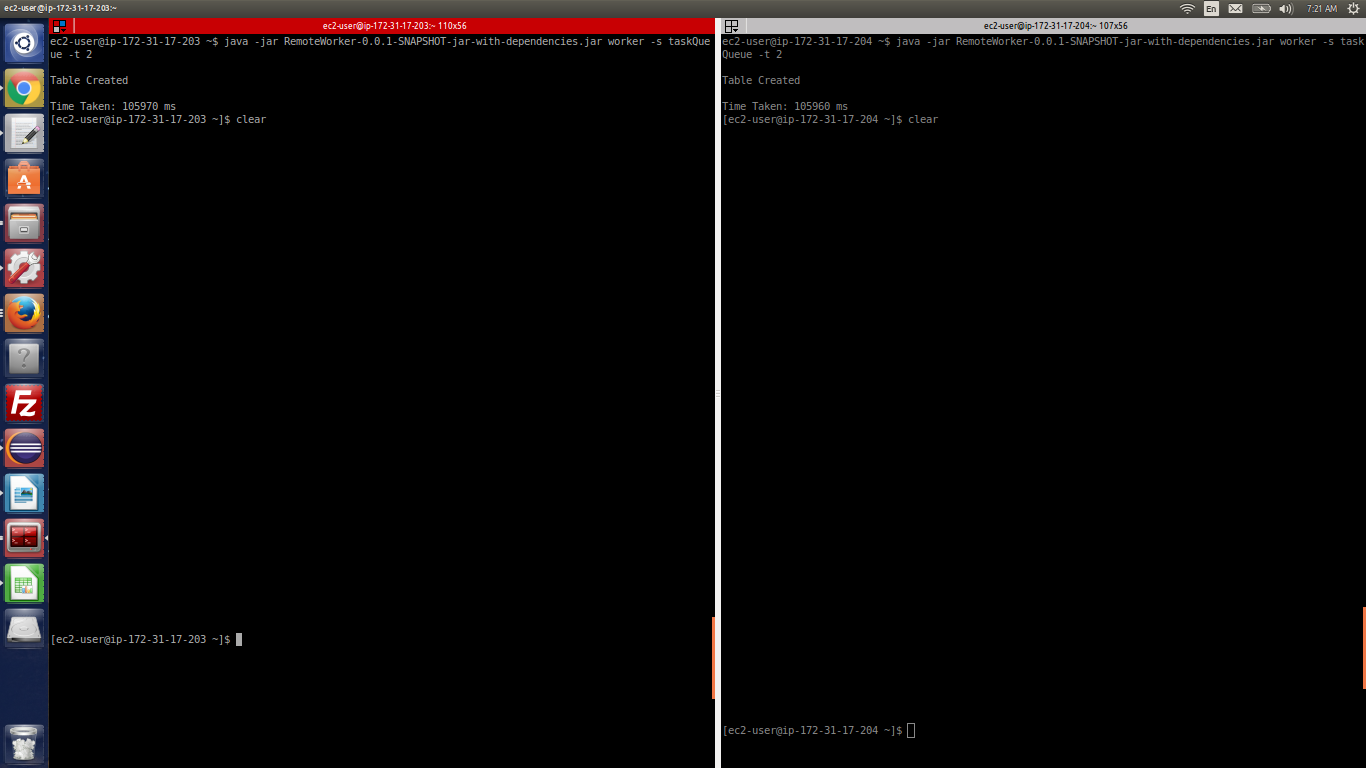 ec2-user@ip-172-31-17-203:~
En
7:21 AM
ec2-user@ip-172-31-17-203:~ 110x56
ec2-user@ip-172-31-17-203 ~$ java -jar RemoteWorker-0.0.1-SNAPSHOT-jar-with-dependencies.jar worker -s taskQue
ue -t 2
Table Created
Time Taken: 105970 ms
[ec2-user@ip-172-31-17-203 ~]$ clear
[ec2-user@ip-172-31-17-203 ~]$
ec2-user@ip-172-31-17-204:~ 107x56
ec2-user@ip-172-31-17-204 ~$ java -jar RemoteWorker-0.0.1-SNAPSHOT-jar-with-dependencies.jar worker -s task
Queue -t 2
Table Created
Time Taken: 105960 ms
[ec2-user@ip-172-31-17-204 ~]$ clear
[ec2-user@ip-172-31-17-204 ~]$
?
Fz